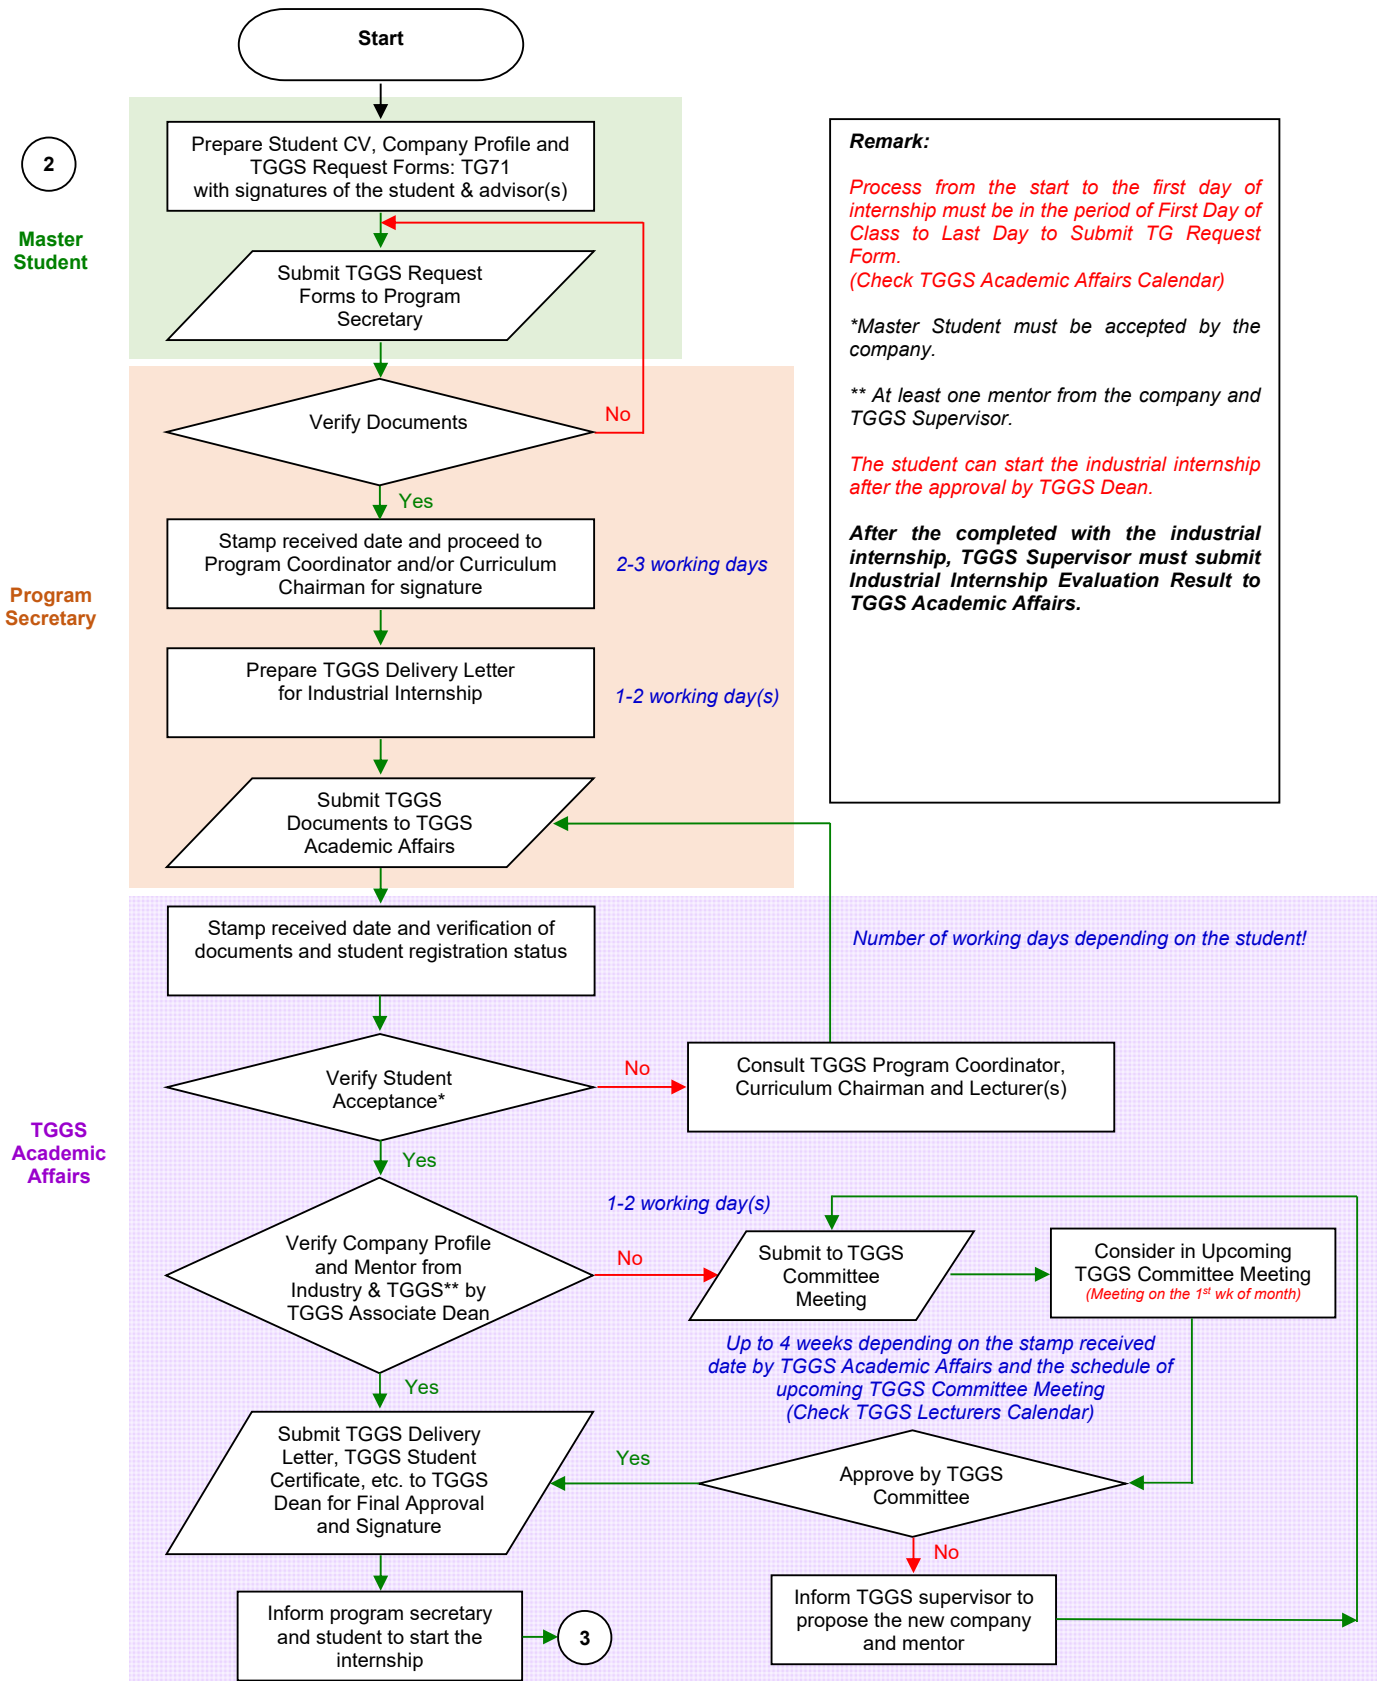 Start
2
Master
Student
Prepare Student CV, Company Profile and
TGGS Request Forms: TG71
with signatures of the student & advisor(s)
Submit TGGS Request
Forms to Program
Secretary
Remark:
Process from the start to the first day of
internship must be in the period of First Day of
Class to Last Day to Submit TG Request
Form.
(Check TGGS Academic Affairs Calendar)
*Master Student must be accepted by the
company.
** At least one mentor from the company and
TGGS Supervisor.
The student can start the industrial internship
after the approval by TGGS Dean.
After the completed with the industrial
internship, TGGS Supervisor must submit
Industrial Internship Evaluation Result to
TGGS Academic Affairs.
Program
Secretary
Verify Documents
No
Yes
Stamp received date and proceed to
Program Coordinator and/or Curriculum
Chairman for signature
2-3 working days
Prepare TGGS Delivery Letter
for Industrial Internship
1-2 working day(s)
Submit TGGS
Documents to TGGS
Academic Affairs
TGGS
Academic
Affairs
Stamp received date and verification of
documents and student registration status
Number of working days depending on the student!
Verify Student
Acceptance*
No
Consult TGGS Program Coordinator,
Curriculum Chairman and Lecturer(s)
Yes
1-2 working day(s)
Verify Company Profile
and Mentor from
Industry & TGGS** by
TGGS Associate Dean
No
Submit to TGGS
Committee
Meeting
Consider in Upcoming
TGGS Committee Meeting
(Meeting on the 1st wk of month)
Up to 4 weeks depending on the stamp received
date by TGGS Academic Affairs and the schedule of
upcoming TGGS Committee Meeting
(Check TGGS Lecturers Calendar)
Yes
Submit TGGS Delivery
Letter, TGGS Student
Certificate, etc. to TGGS
Dean for Final Approval
and Signature
Yes
Approve by TGGS
Committee
No
Inform TGGS supervisor to
propose the new company
and mentor
Inform program secretary
and student to start the
internship
3